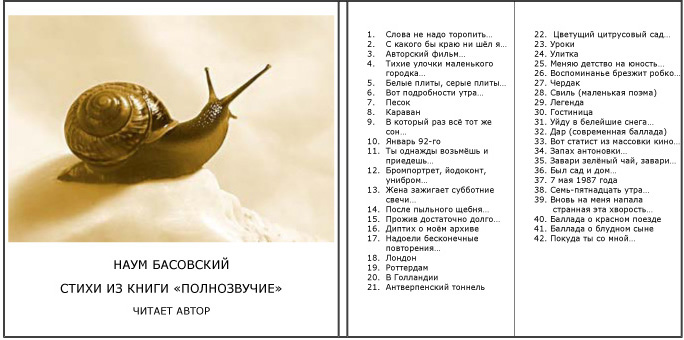 НАУМ БАСОВСКИЙ
СТИХИ ИЗ КНИГИ «ПОЛНОЗВУЧИЕ»
ЧИТАЕТ АВТОР
1. Слова не надо торопить…
2. С какого бы краю ни шёл я…
3. Авторский фильм…
4. Тихие улочки маленького
городка…
5. Белые плиты, серые плиты…
6. Вот подробности утра…
7. Песок
8. Караван
9. В который раз всё тот же
сон…
10. Январь 92-го
11. Ты однажды возьмёшь и
приедешь…
12. Бромпортрет, йодоконт,
унибром…
13. Жена зажигает субботние
свечи…
14. После пыльного щебня…
15. Прожив достаточно долго…
16. Диптих о моём архиве
17. Надоели бесконечные
повторения…
18. Лондон
19. Роттердам
20. В Голландии
21. Антверпенский тоннель
22. Цветущий цитрусовый сад…
23. Уроки
24. Улитка
25. Меняю детство на юность…
26. Воспоминанье брезжит робко…
27. Чердак
28. Свиль (маленькая поэма)
29. Легенда
30. Гостиница
31. Уйду в белейшие снега…
32. Дар (современная баллада)
33. Вот статист из массовки кино…
34. Запах антоновки…
35. Завари зелёный чай, завари…
36. Был сад и дом…
37. 7 мая 1987 года
38. Семь-пятнадцать утра…
39. Вновь на меня напала
странная эта хворость…
40. Баллада о красном поезде
41. Баллада о блудном сыне
42. Покуда ты со мной…